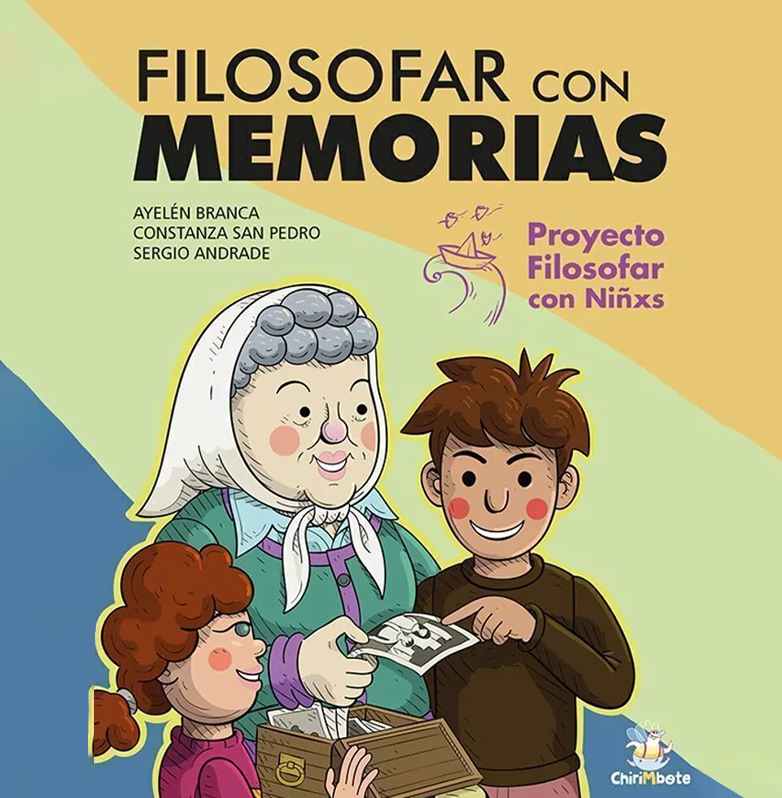 FILOSOFAR CON
MEMORIAS
AYELÉN BRANCA
CONSTANZA SAN PEDRO
SERGIO ANDRADE
Proyecto
Filosofar
con Niñxs
ChiriMbote